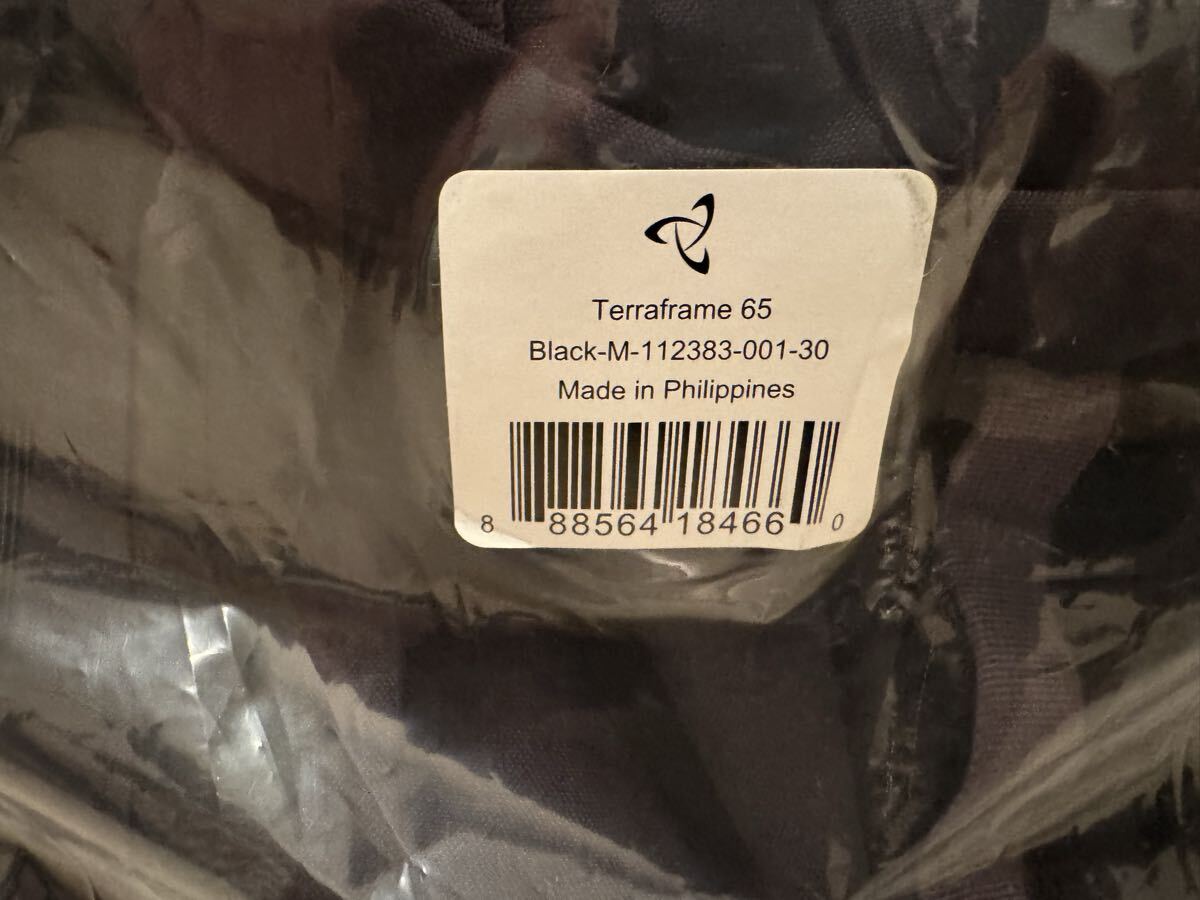 Terraframe 65
Black-M-112383-001-30
Made in Philippines
8 88564 18466 0